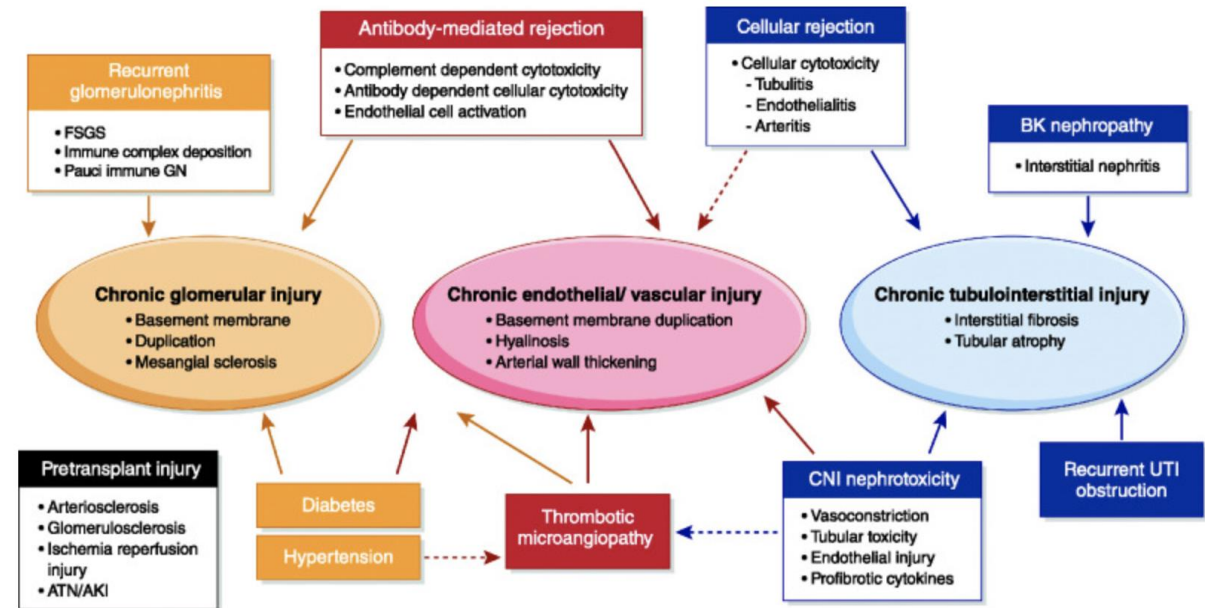 Recurrent
glomerulonephritis
• FSGS
• Immune complex deposition
• Pauci immune GN
Antibody-mediated rejection
• Complement dependent cytotoxicity
• Antibody dependent cellular cytotoxicity
• Endothelial cell activation
Cellular rejection
• Cellular cytotoxicity
- Tubulitis
- Endothelialitis
- Arteritis
BK nephropathy
• Interstitial nephritis
Chronic glomerular injury
• Basement membrane
• Duplication
• Mesangial sclerosis
Chronic endothelial/ vascular injury
• Basement membrane duplication
• Hyalinosis
• Arterial wall thickening
Chronic tubulointerstitial injury
• Interstitial fibrosis
• Tubular atrophy
Pretransplant injury
• Arteriosclerosis
• Glomerulosclerosis
• Ischemia reperfusion
injury
• ATN/AKI
Diabetes
Hypertension
Thrombotic
microangiopathy
CNI nephrotoxicity
• Vasoconstriction
• Tubular toxicity
• Endothelial injury
• Profibrotic cytokines
Recurrent UTI
obstruction